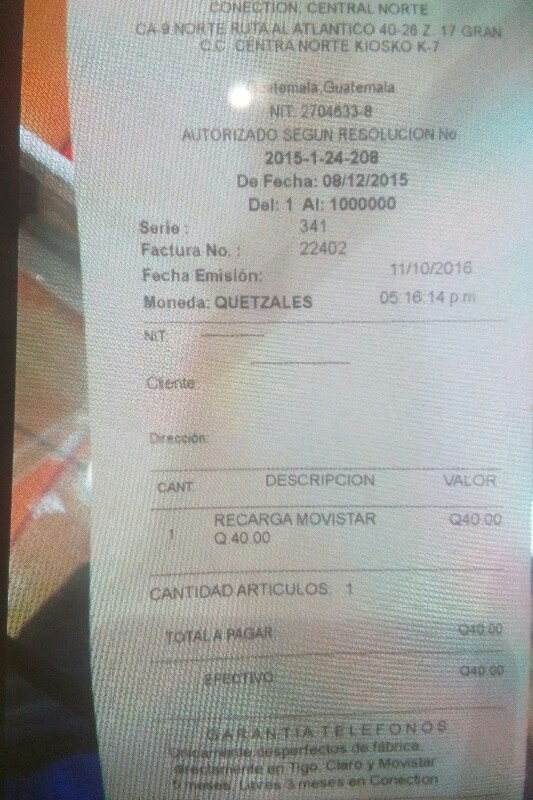 CONECTION, CENTRAL NORTE
CA 9 NORTE RUTA AL ATLANTICO 40-26 Z. 17 GRAN
C.C. CENTRA NORTE KIOSKO K-7
Guatemala,Guatemala
NIT: 2704633-8
AUTORIZADO SEGUN RESOLUCION No
2015-1-24-208
De Fecha: 08/12/2015
Del: 1 Al: 1000000
Serie : 341
Factura No. : 22402
Fecha Emisión: 11/10/2016
Moneda: QUETZALES 05:16:14 p.m
NIT:
Cliente:
Dirección:
CANT. DESCRIPCION VALOR
1 RECARGA MOVISTAR Q40.00
Q.40.00
CANTIDAD ARTICULOS: 1
TOTAL A PAGAR Q40.00
EFECTIVO Q40.00
GARANTIA TELEFONOS
Unicamente desperfectos de fábrica,
directamente en Tigo, Claro y Movistar
meses, Libres 3 meses en Conection